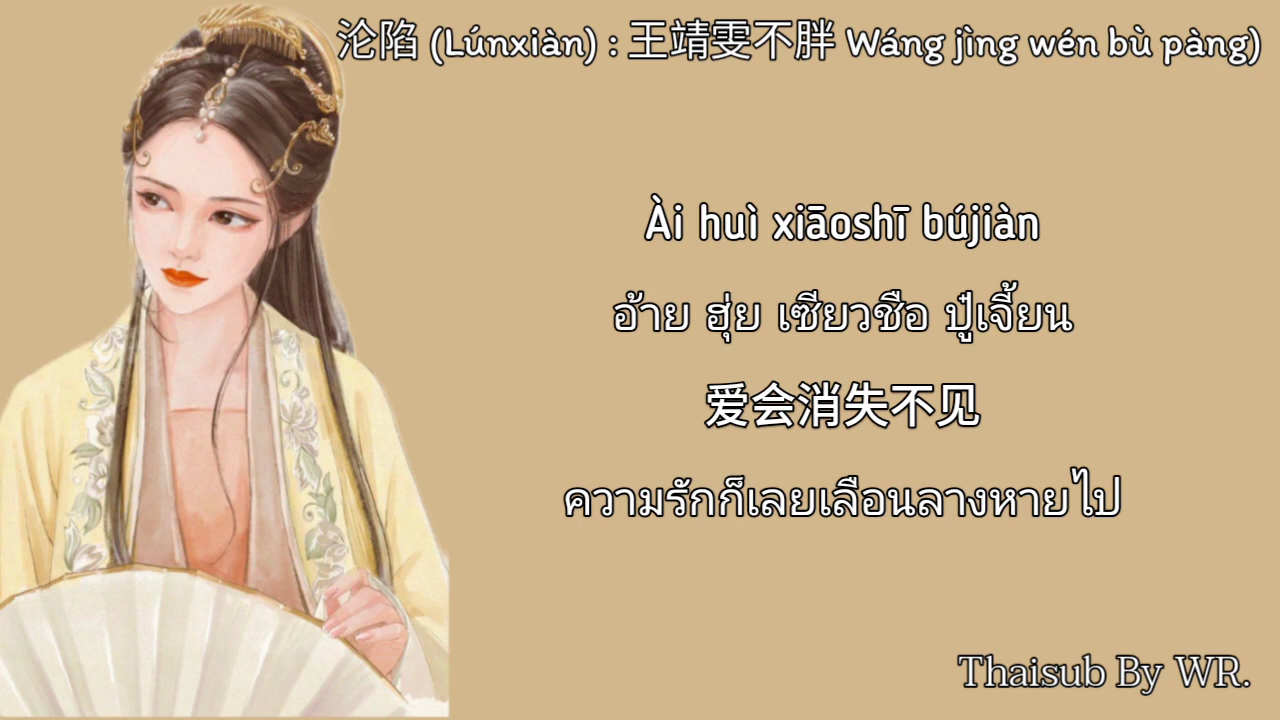 沦陷 (Lúnxiàn) : 王靖雯不胖 Wáng jìng wén bù pàng)
Ài huì xiāoshī bújiàn
อ้าย ฮุ่ย เซียวชือ ปู๋เจี้ยน
爱会消失不见
ความรักก็เลยเลือนลางหายไป
Thaisub By WR.